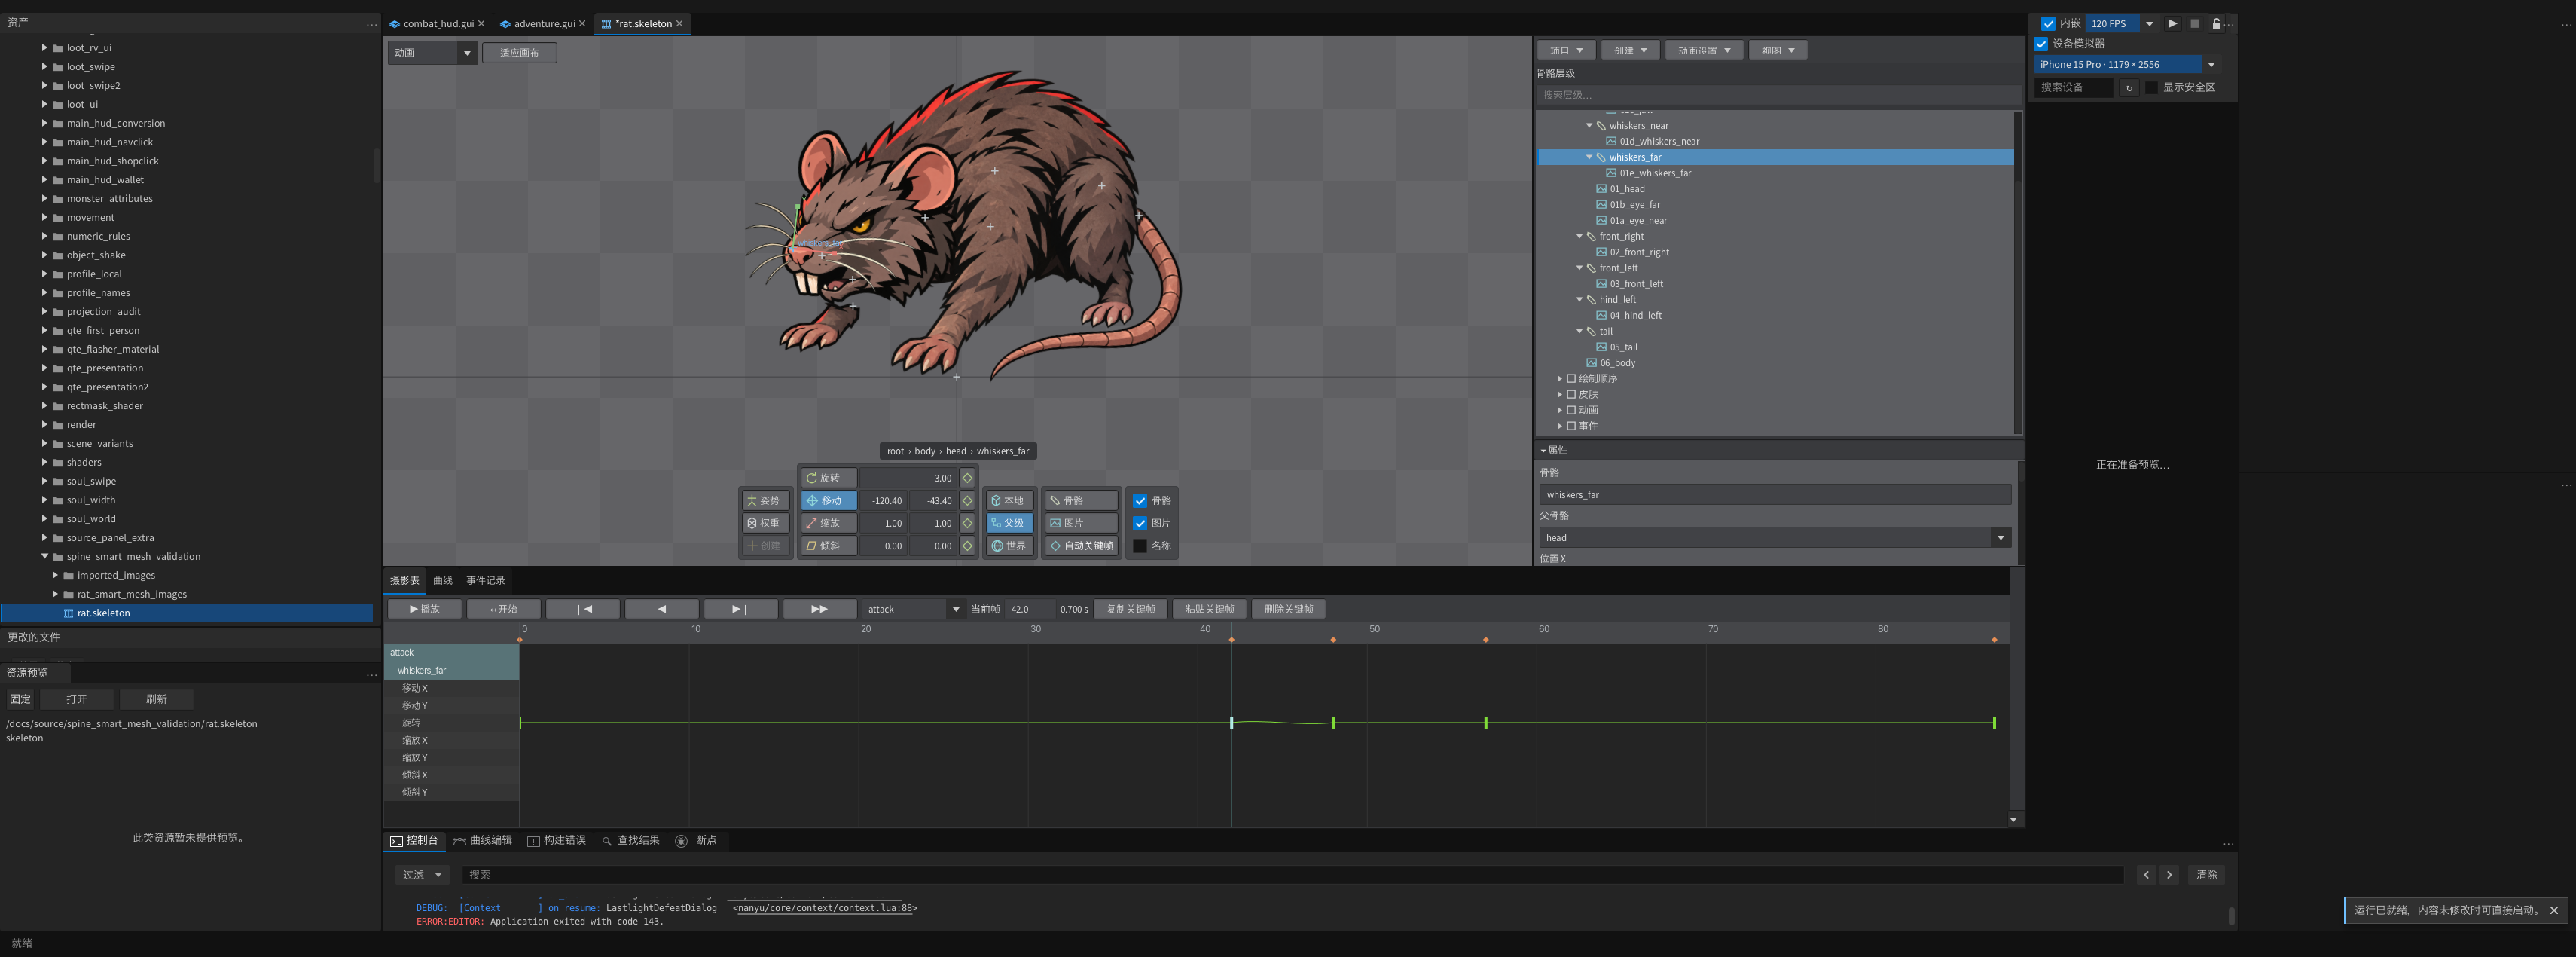 资产
loot_rv_ui
loot_swipe
loot_swipe2
loot_ui
main_hud_conversion
main_hud_navclick
main_hud_shopclick
main_hud_wallet
monster_attributes
movement
numeric_rules
object_shake
profile_local
profile_names
projection_audit
qte_first_person
qte_flasher_material
qte_presentation
qte_presentation2
rectmask_shader
render
scene_variants
shaders
soul_swipe
soul_width
soul_world
source_panel_extra
spine_smart_mesh_validation
imported_images
rat_smart_mesh_images
rat.skeleton
更改的文件
资源预览
固定 打开 刷新
/docs/source/spine_smart_mesh_validation/rat.skeleton
skeleton
此类资源暂未提供预览。
就绪
combat_hud.gui adventure.gui *rat.skeleton
动画 适应画布
whiskers_far
root › body › head › whiskers_far
姿势
权重
创建
旋转 3.00
移动 -120.40 -43.40
缩放 1.00 1.00
倾斜 0.00 0.00
本地
父级
世界
骨骼
图片
自动关键帧
骨骼
图片
名称
项目 创建 动画设置 视图
骨骼层级
搜索层级...
whiskers_near
01d_whiskers_near
whiskers_far
01e_whiskers_far
01_head
01b_eye_far
01a_eye_near
front_right
02_front_right
front_left
03_front_left
hind_left
04_hind_left
tail
05_tail
06_body
绘制顺序
皮肤
动画
事件
属性
骨骼
whiskers_far
父骨骼
head
位置 X
摄影表 曲线 事件记录
播放 开始 attack 当前帧 42.0 0.700 s 复制关键帧 粘贴关键帧 删除关键帧
0 10 20 30 40 50 60 70 80
attack
whiskers_far
移动 X
移动 Y
旋转
缩放 X
缩放 Y
倾斜 X
倾斜 Y
控制台 曲线编辑 构建错误 查找结果 断点
过滤 搜索 清除
DEBUG: [Context ] on_resume: LastlightDefeatDialog <nanyu/core/context/context.lua:88>
ERROR:EDITOR: Application exited with code 143.
内嵌 120 FPS
设备模拟器
iPhone 15 Pro · 1179 × 2556
搜索设备 显示安全区
正在准备预览...
运行已就绪，内容未修改时可直接启动。